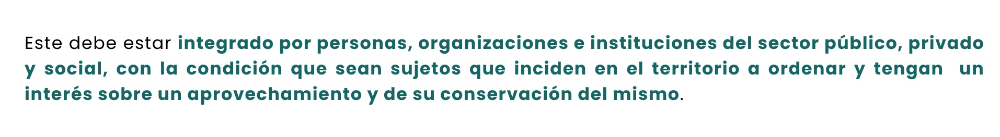 Este debe estar integrado por personas, organizaciones e instituciones del sector público, privado
y social, con la condición que sean sujetos que inciden en el territorio a ordenar y tengan  un
interés sobre un aprovechamiento y de su conservación del mismo.